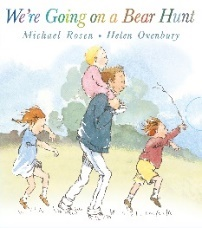 We're Going on a Bear Hunt
Michael Rosen • Helen Oxenbury